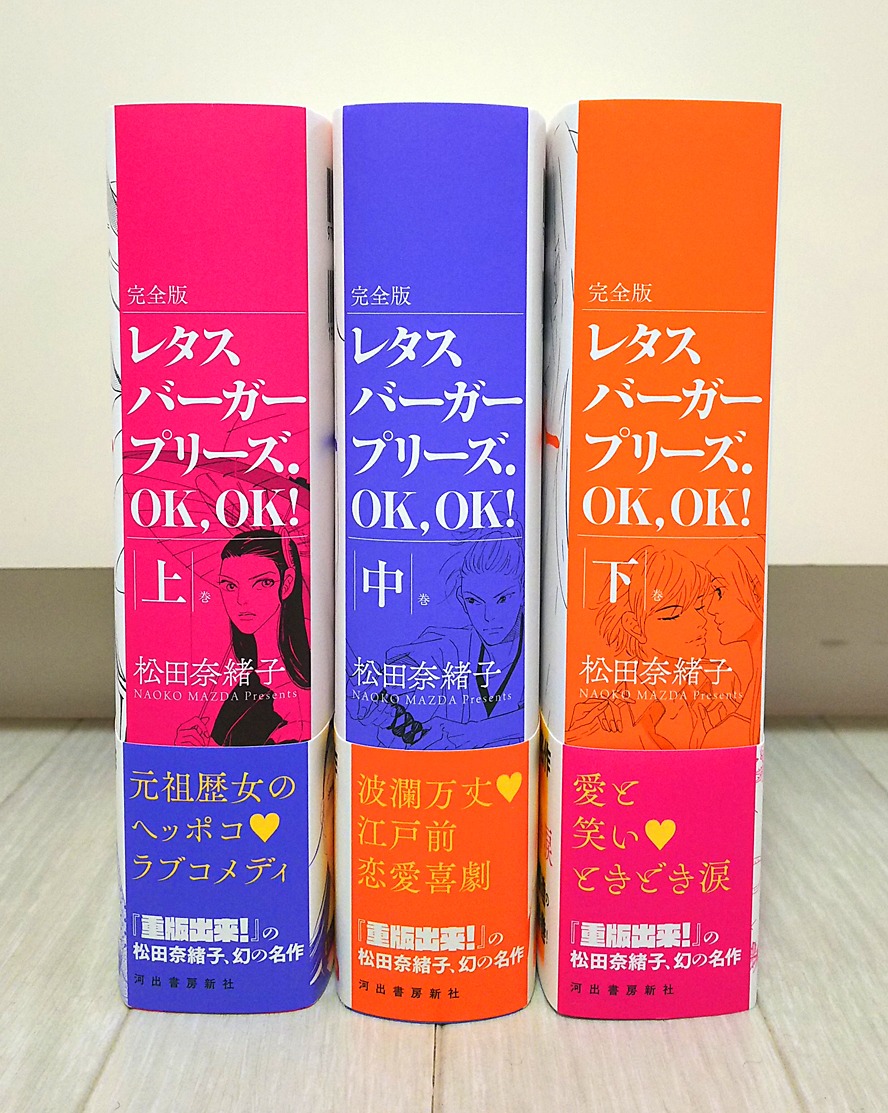 完全版
レタス
バーガー
プリーズ.
OK, OK!
上巻
松田奈緒子
NAOKO MAZDA Presents
元祖歴女の
ヘッポコ♥
ラブコメディ
『重版出来!』の
松田奈緒子、幻の名作
河出書房新社
完全版
レタス
バーガー
プリーズ.
OK, OK!
中巻
松田奈緒子
NAOKO MAZDA Presents
波瀾万丈♥
江戸前
恋愛喜劇
『重版出来!』の
松田奈緒子、幻の名作
河出書房新社
完全版
レタス
バーガー
プリーズ.
OK, OK!
下巻
松田奈緒子
NAOKO MAZDA Presents
愛と
笑い♥
ときどき涙
『重版出来!』の
松田奈緒子、幻の名作
河出書房新社